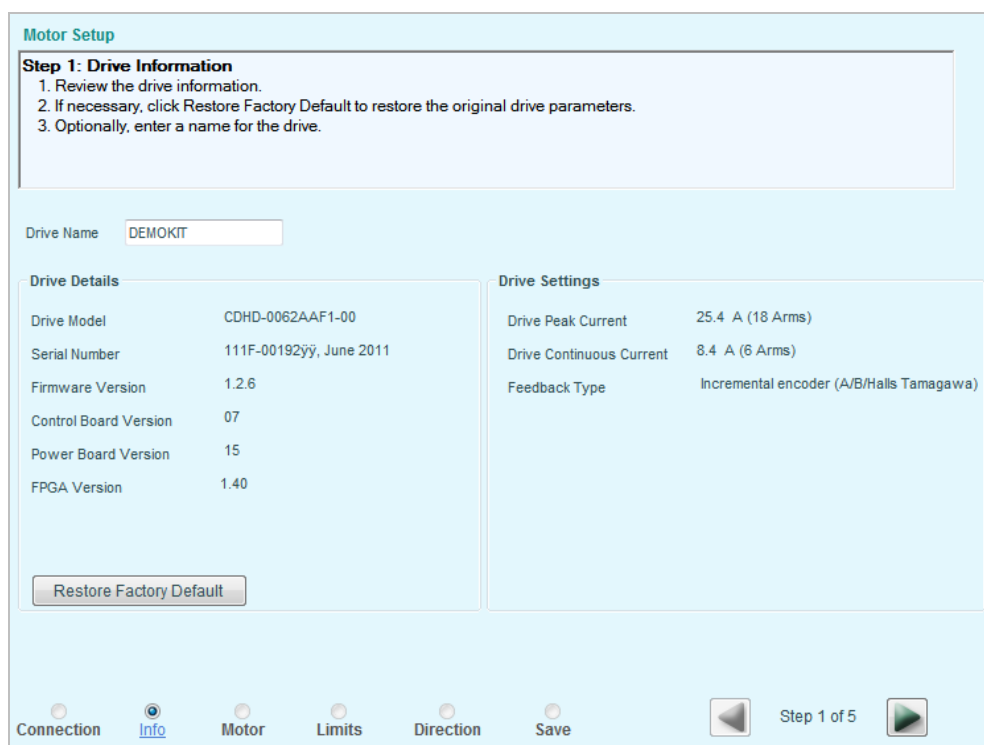 Motor Setup
Step 1: Drive Information
1. Review the drive information.
2. If necessary, click Restore Factory Default to restore the original drive parameters.
3. Optionally, enter a name for the drive.
Drive Name DEMOKIT
Drive Details
Drive Model CDHD-0062AAF1-00
Serial Number 111F-00192ÿÿ, June 2011
Firmware Version 1.2.6
Control Board Version 07
Power Board Version 15
FPGA Version 1.40
Restore Factory Default
Drive Settings
Drive Peak Current 25.4 A (18 Arms)
Drive Continuous Current 8.4 A (6 Arms)
Feedback Type Incremental encoder (A/B/Halls Tamagawa)
Connection Info Motor Limits Direction Save Step 1 of 5